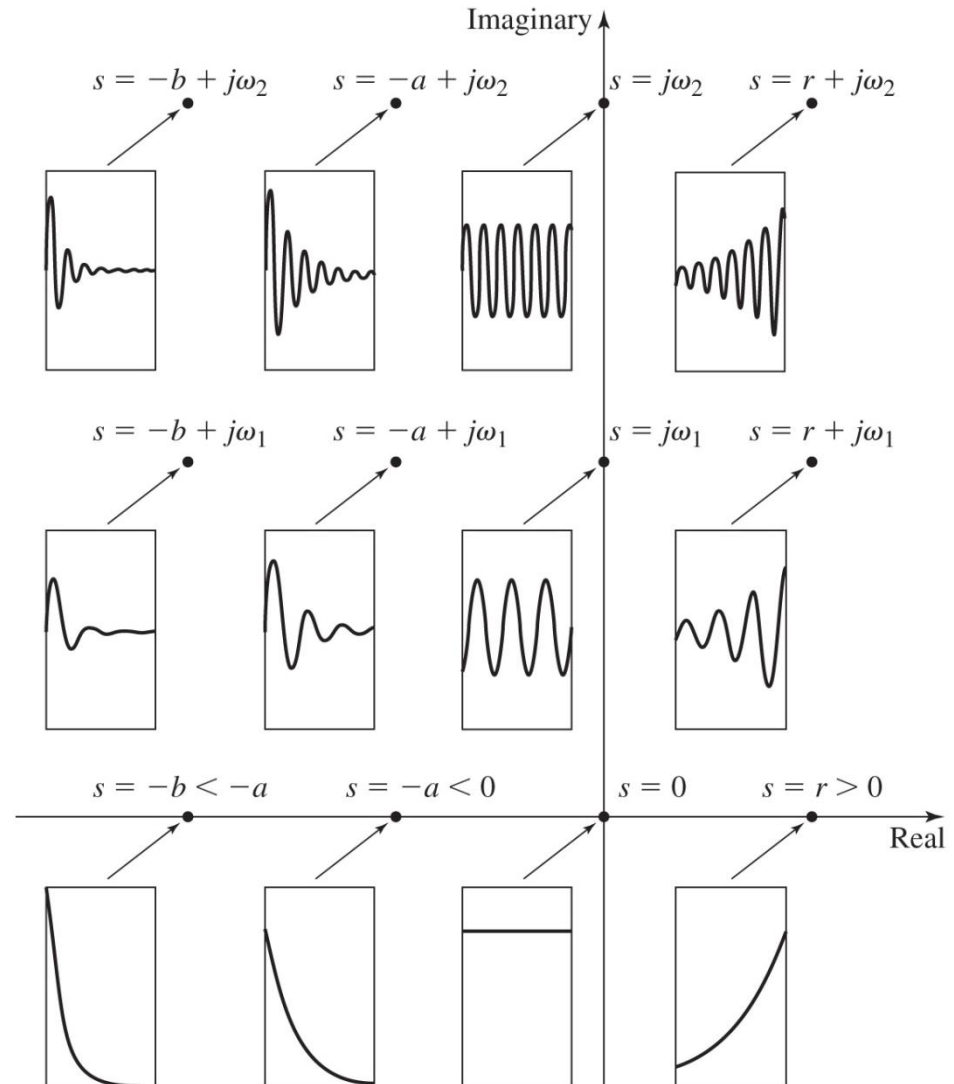 Imaginary
s = −b + jω₂
s = −a + jω₂
s = jω₂
s = r + jω₂
s = −b + jω₁
s = −a + jω₁
s = jω₁
s = r + jω₁
s = −b < −a
s = −a < 0
s = 0
s = r > 0
Real